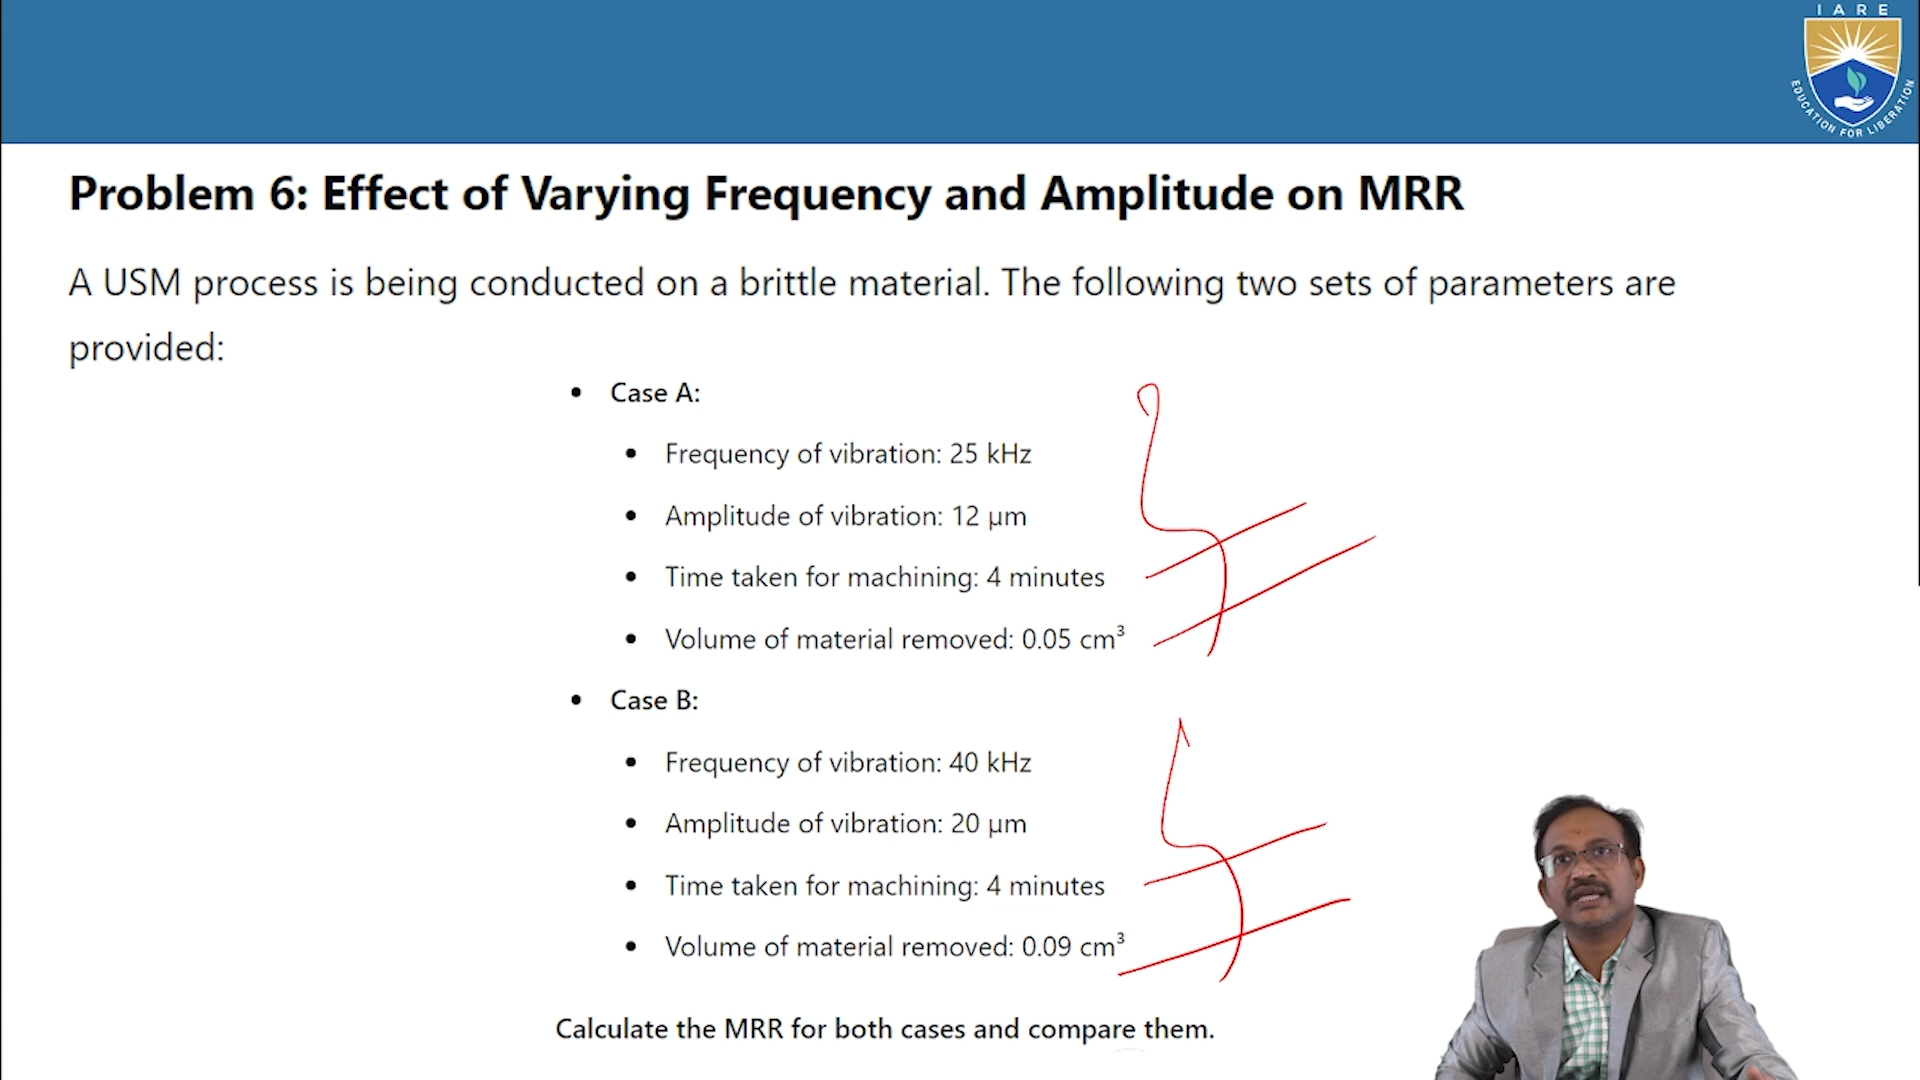 IARE
EDUCATION FOR LIBERATION
Problem 6: Effect of Varying Frequency and Amplitude on MRR
A USM process is being conducted on a brittle material. The following two sets of parameters are
provided:
• Case A:
• Frequency of vibration: 25 kHz
• Amplitude of vibration: 12 μm
• Time taken for machining: 4 minutes
• Volume of material removed: 0.05 cm³
• Case B:
• Frequency of vibration: 40 kHz
• Amplitude of vibration: 20 μm
• Time taken for machining: 4 minutes
• Volume of material removed: 0.09 cm³
Calculate the MRR for both cases and compare them.